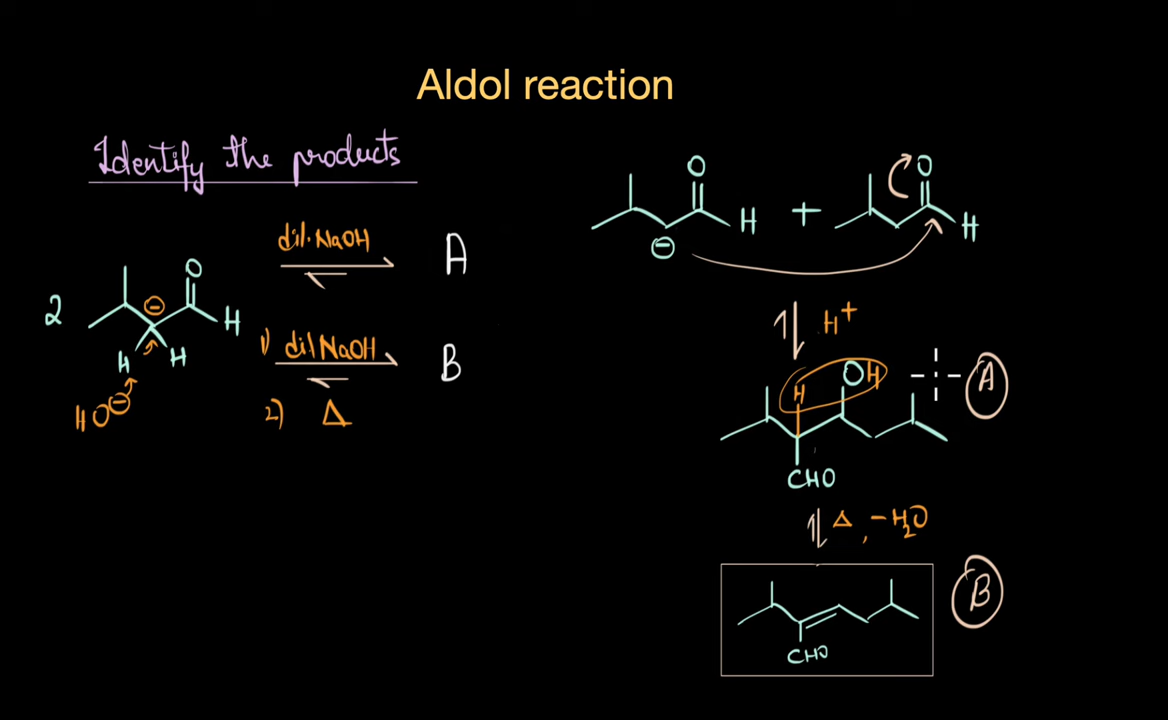 Aldol reaction
Identify the products
2
O
H
H
H
HO⊖
⊖
dil. NaOH
A
1) dil NaOH
2) Δ
B
O
H
⊖
+
O
H
H⁺
H
OH
CHO
A
Δ, -H₂O
CHO
B